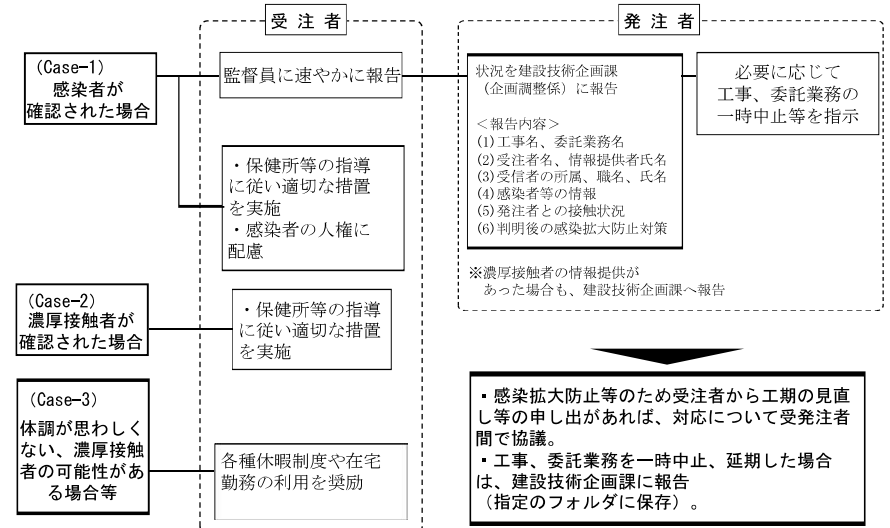 受 注 者
発 注 者
(Case-1)
感染者が
確認された場合
監督員に速やかに報告
状況を建設技術企画課
(企画調整係)に報告
<報告内容>
(1)工事名、委託業務名
(2)受注者名、情報提供者氏名
(3)受信者の所属、職名、氏名
(4)感染者等の情報
(5)発注者との接触状況
(6)判明後の感染拡大防止対策
必要に応じて
工事、委託業務の
一時中止等を指示
・保健所等の指導
に従い適切な措置
を実施
・感染者の人権に
配慮
※濃厚接触者の情報提供が
あった場合も、建設技術企画課へ報告
(Case-2)
濃厚接触者が
確認された場合
・保健所等の指導
に従い適切な措置
を実施
(Case-3)
体調が思わしく
ない、濃厚接触
者の可能性があ
る場合等
各種休暇制度や在宅
勤務の利用を奨励
・感染拡大防止等のため受注者から工期の見直
し等の申し出があれば、対応について受発注者
間で協議。
・工事、委託業務を一時中止、延期した場合
は、建設技術企画課に報告
(指定のフォルダに保存)。